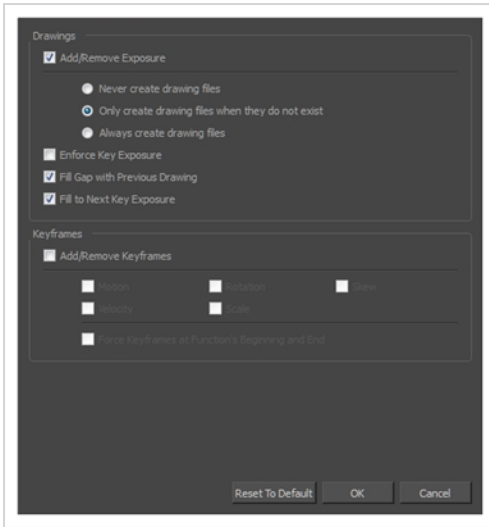 Drawings
Add/Remove Exposure
Never create drawing files
Only create drawing files when they do not exist
Always create drawing files
Enforce Key Exposure
Fill Gap with Previous Drawing
Fill to Next Key Exposure
Keyframes
Add/Remove Keyframes
Motion Rotation Skew
Velocity Scale
Force Keyframes at Function's Beginning and End
Reset To Default OK Cancel